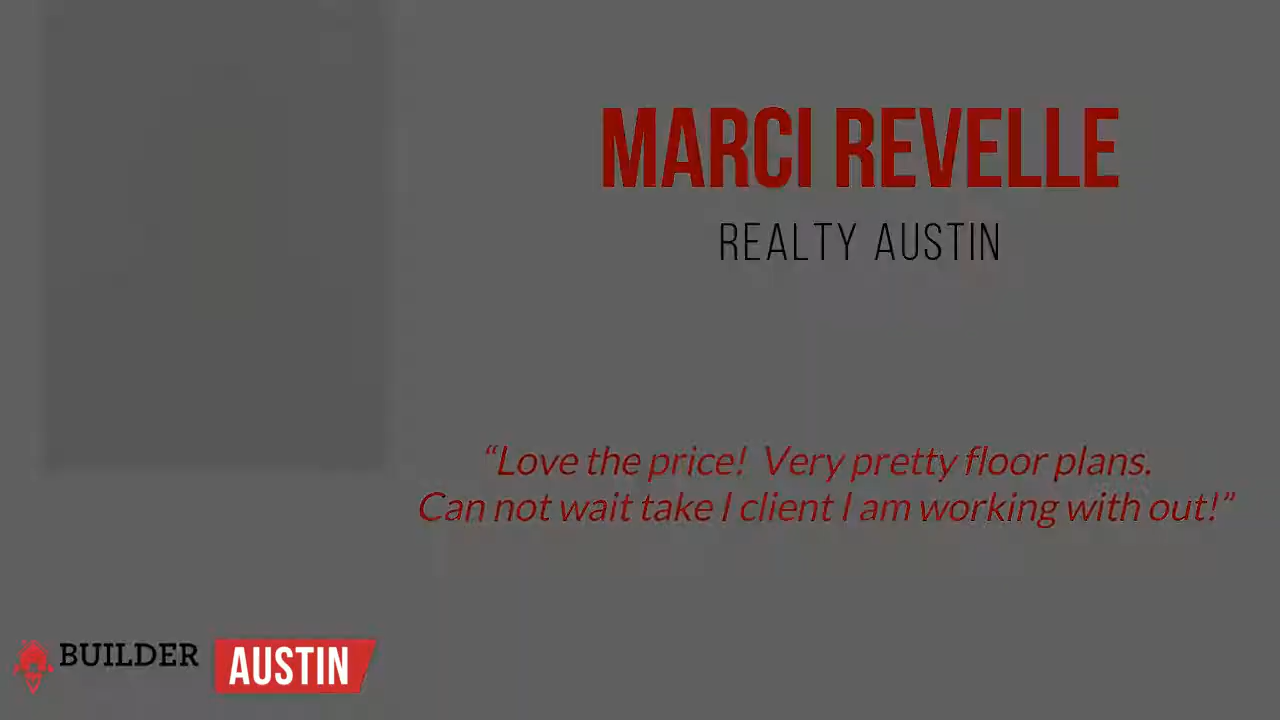 MARCI REVELLE
REALTY AUSTIN
“Love the price!  Very pretty floor plans.
Can not wait take I client I am working with out!”
BUILDER AUSTIN